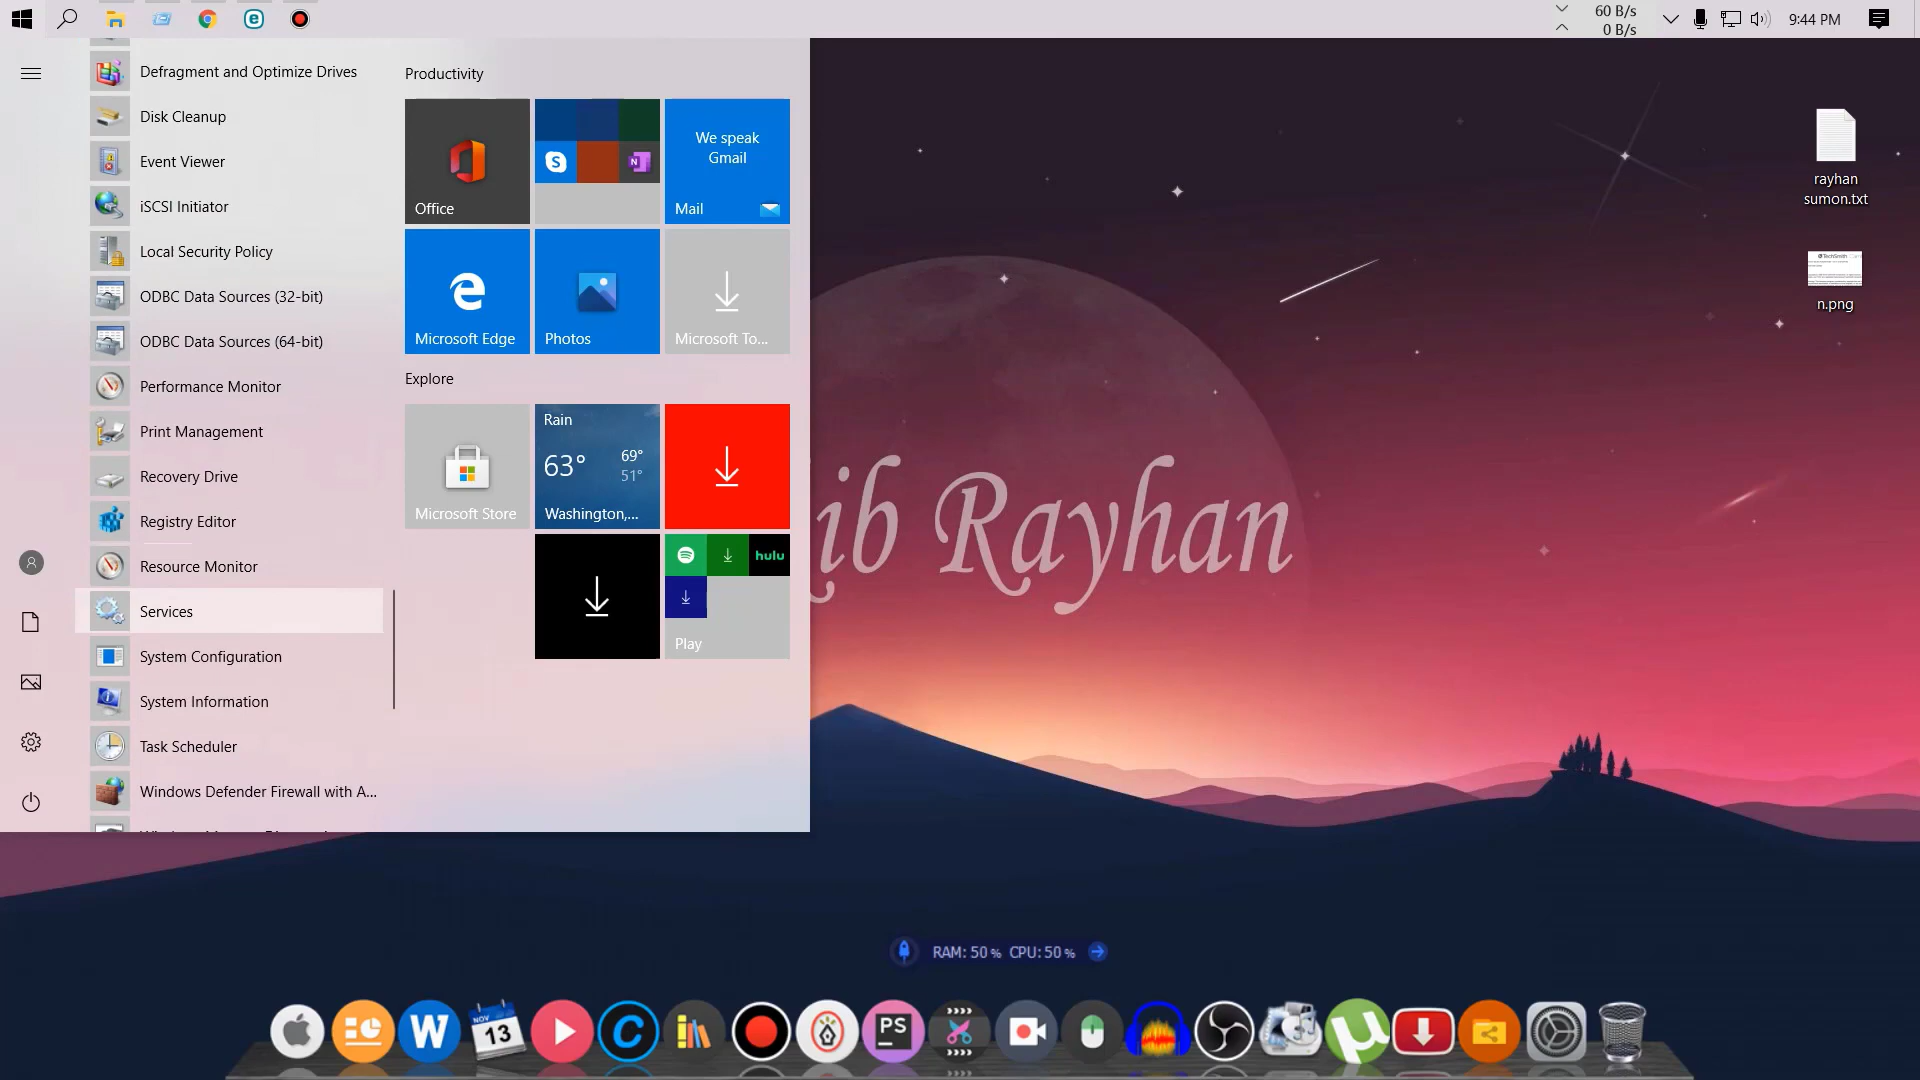 60 B/s
0 B/s
9:44 PM
Defragment and Optimize Drives
Disk Cleanup
Event Viewer
iSCSI Initiator
Local Security Policy
ODBC Data Sources (32-bit)
ODBC Data Sources (64-bit)
Performance Monitor
Print Management
Recovery Drive
Registry Editor
Resource Monitor
Services
System Configuration
System Information
Task Scheduler
Windows Defender Firewall with A...
Productivity
Office
We speak
Gmail
Mail
Microsoft Edge
Photos
Microsoft To...
Explore
Microsoft Store
Rain
63°
69°
51°
Washington,...
hulu
Play
ib Rayhan
rayhan
sumon.txt
TechSmith
n.png
RAM: 50 % CPU: 50 %
W
NOV
13
C
PS